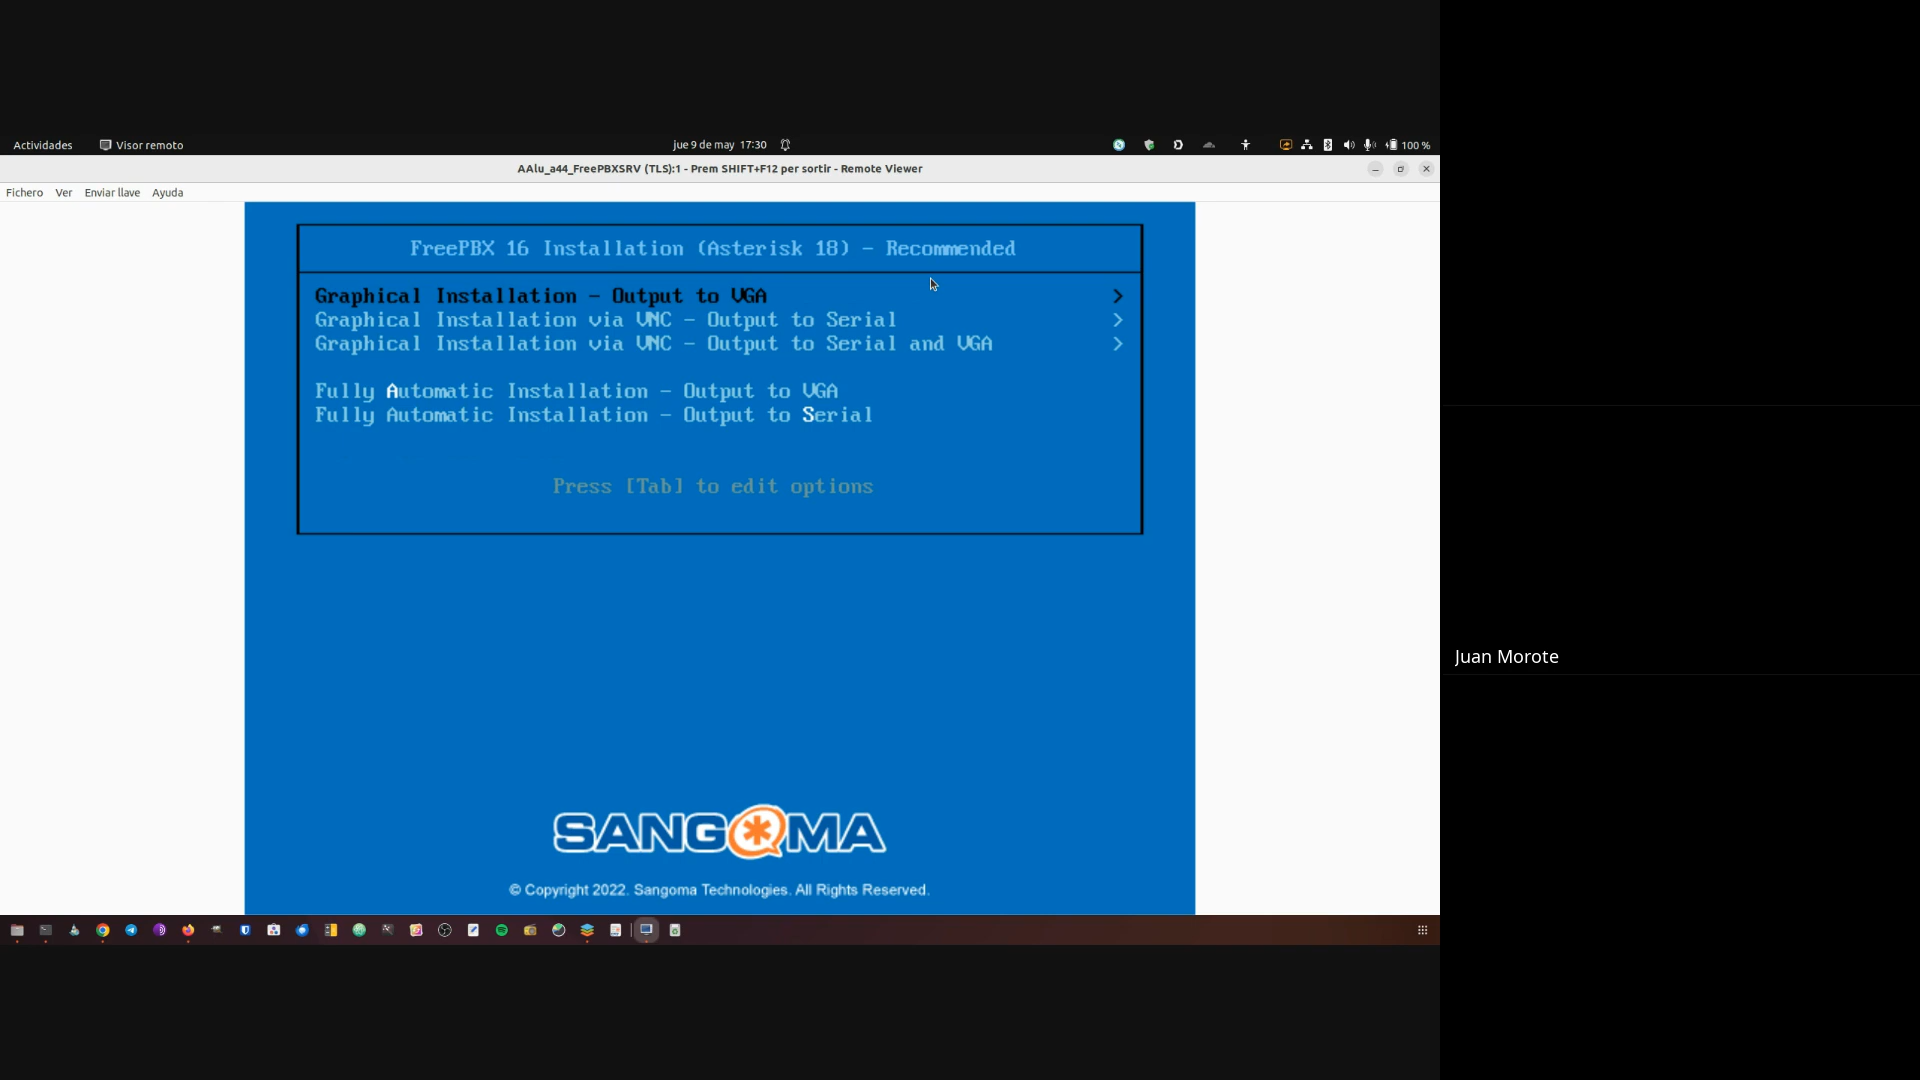 Actividades Visor remoto jue 9 de may 17:30 100 %
AAlu_a44_FreePBXSRV (TLS):1 - Prem SHIFT+F12 per sortir - Remote Viewer
Fichero Ver Enviar llave Ayuda
FreePBX 16 Installation (Asterisk 18) - Recommended
Graphical Installation - Output to VGA >
Graphical Installation via VNC - Output to Serial >
Graphical Installation via VNC - Output to Serial and VGA >
Fully Automatic Installation - Output to VGA
Fully Automatic Installation - Output to Serial
Press [Tab] to edit options
Juan Morote
SANGOMA
© Copyright 2022. Sangoma Technologies. All Rights Reserved.